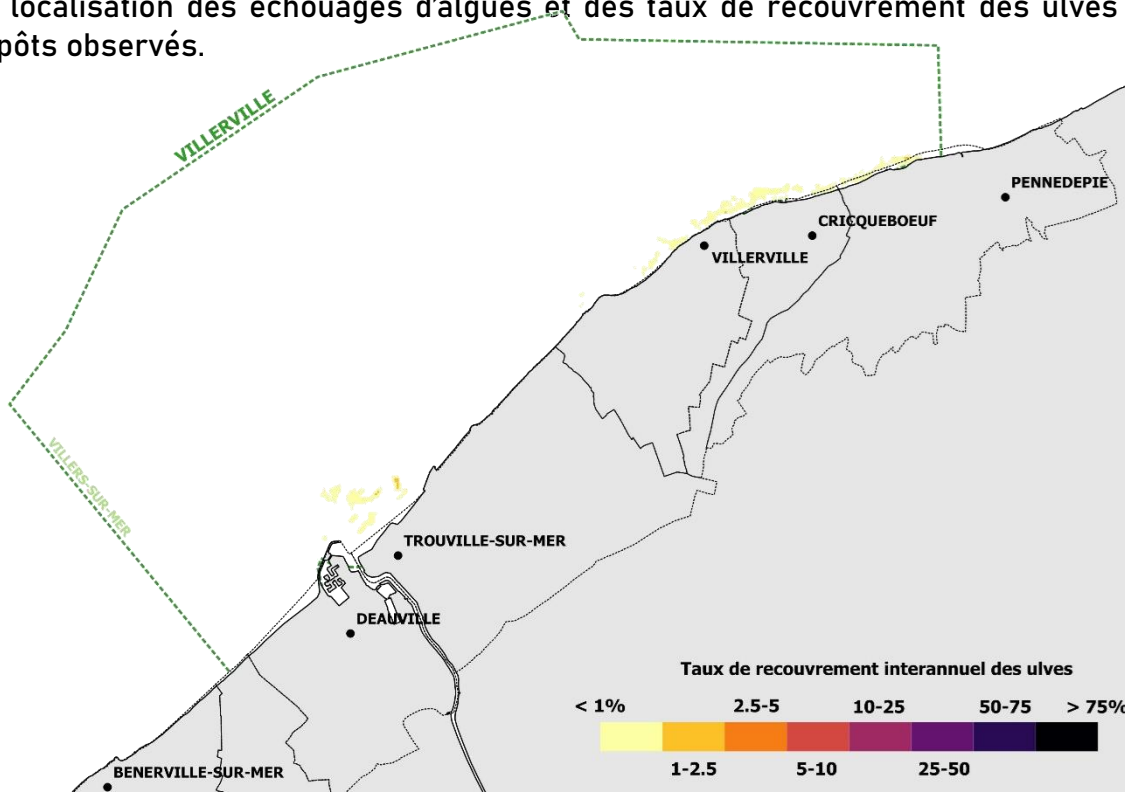 localisation des échouages d'algues et des taux de recouvrement des ulves
pôts observés.
VILLERVILLE
PENNEDEPIE
CRICQUEBOEUF
VILLERVILLE
VILLERS-SUR-MER
TROUVILLE-SUR-MER
DEAUVILLE
Taux de recouvrement interannuel des ulves
< 1% 2.5-5 10-25 50-75 > 75%
1-2.5 5-10 25-50
BENERVILLE-SUR-MER